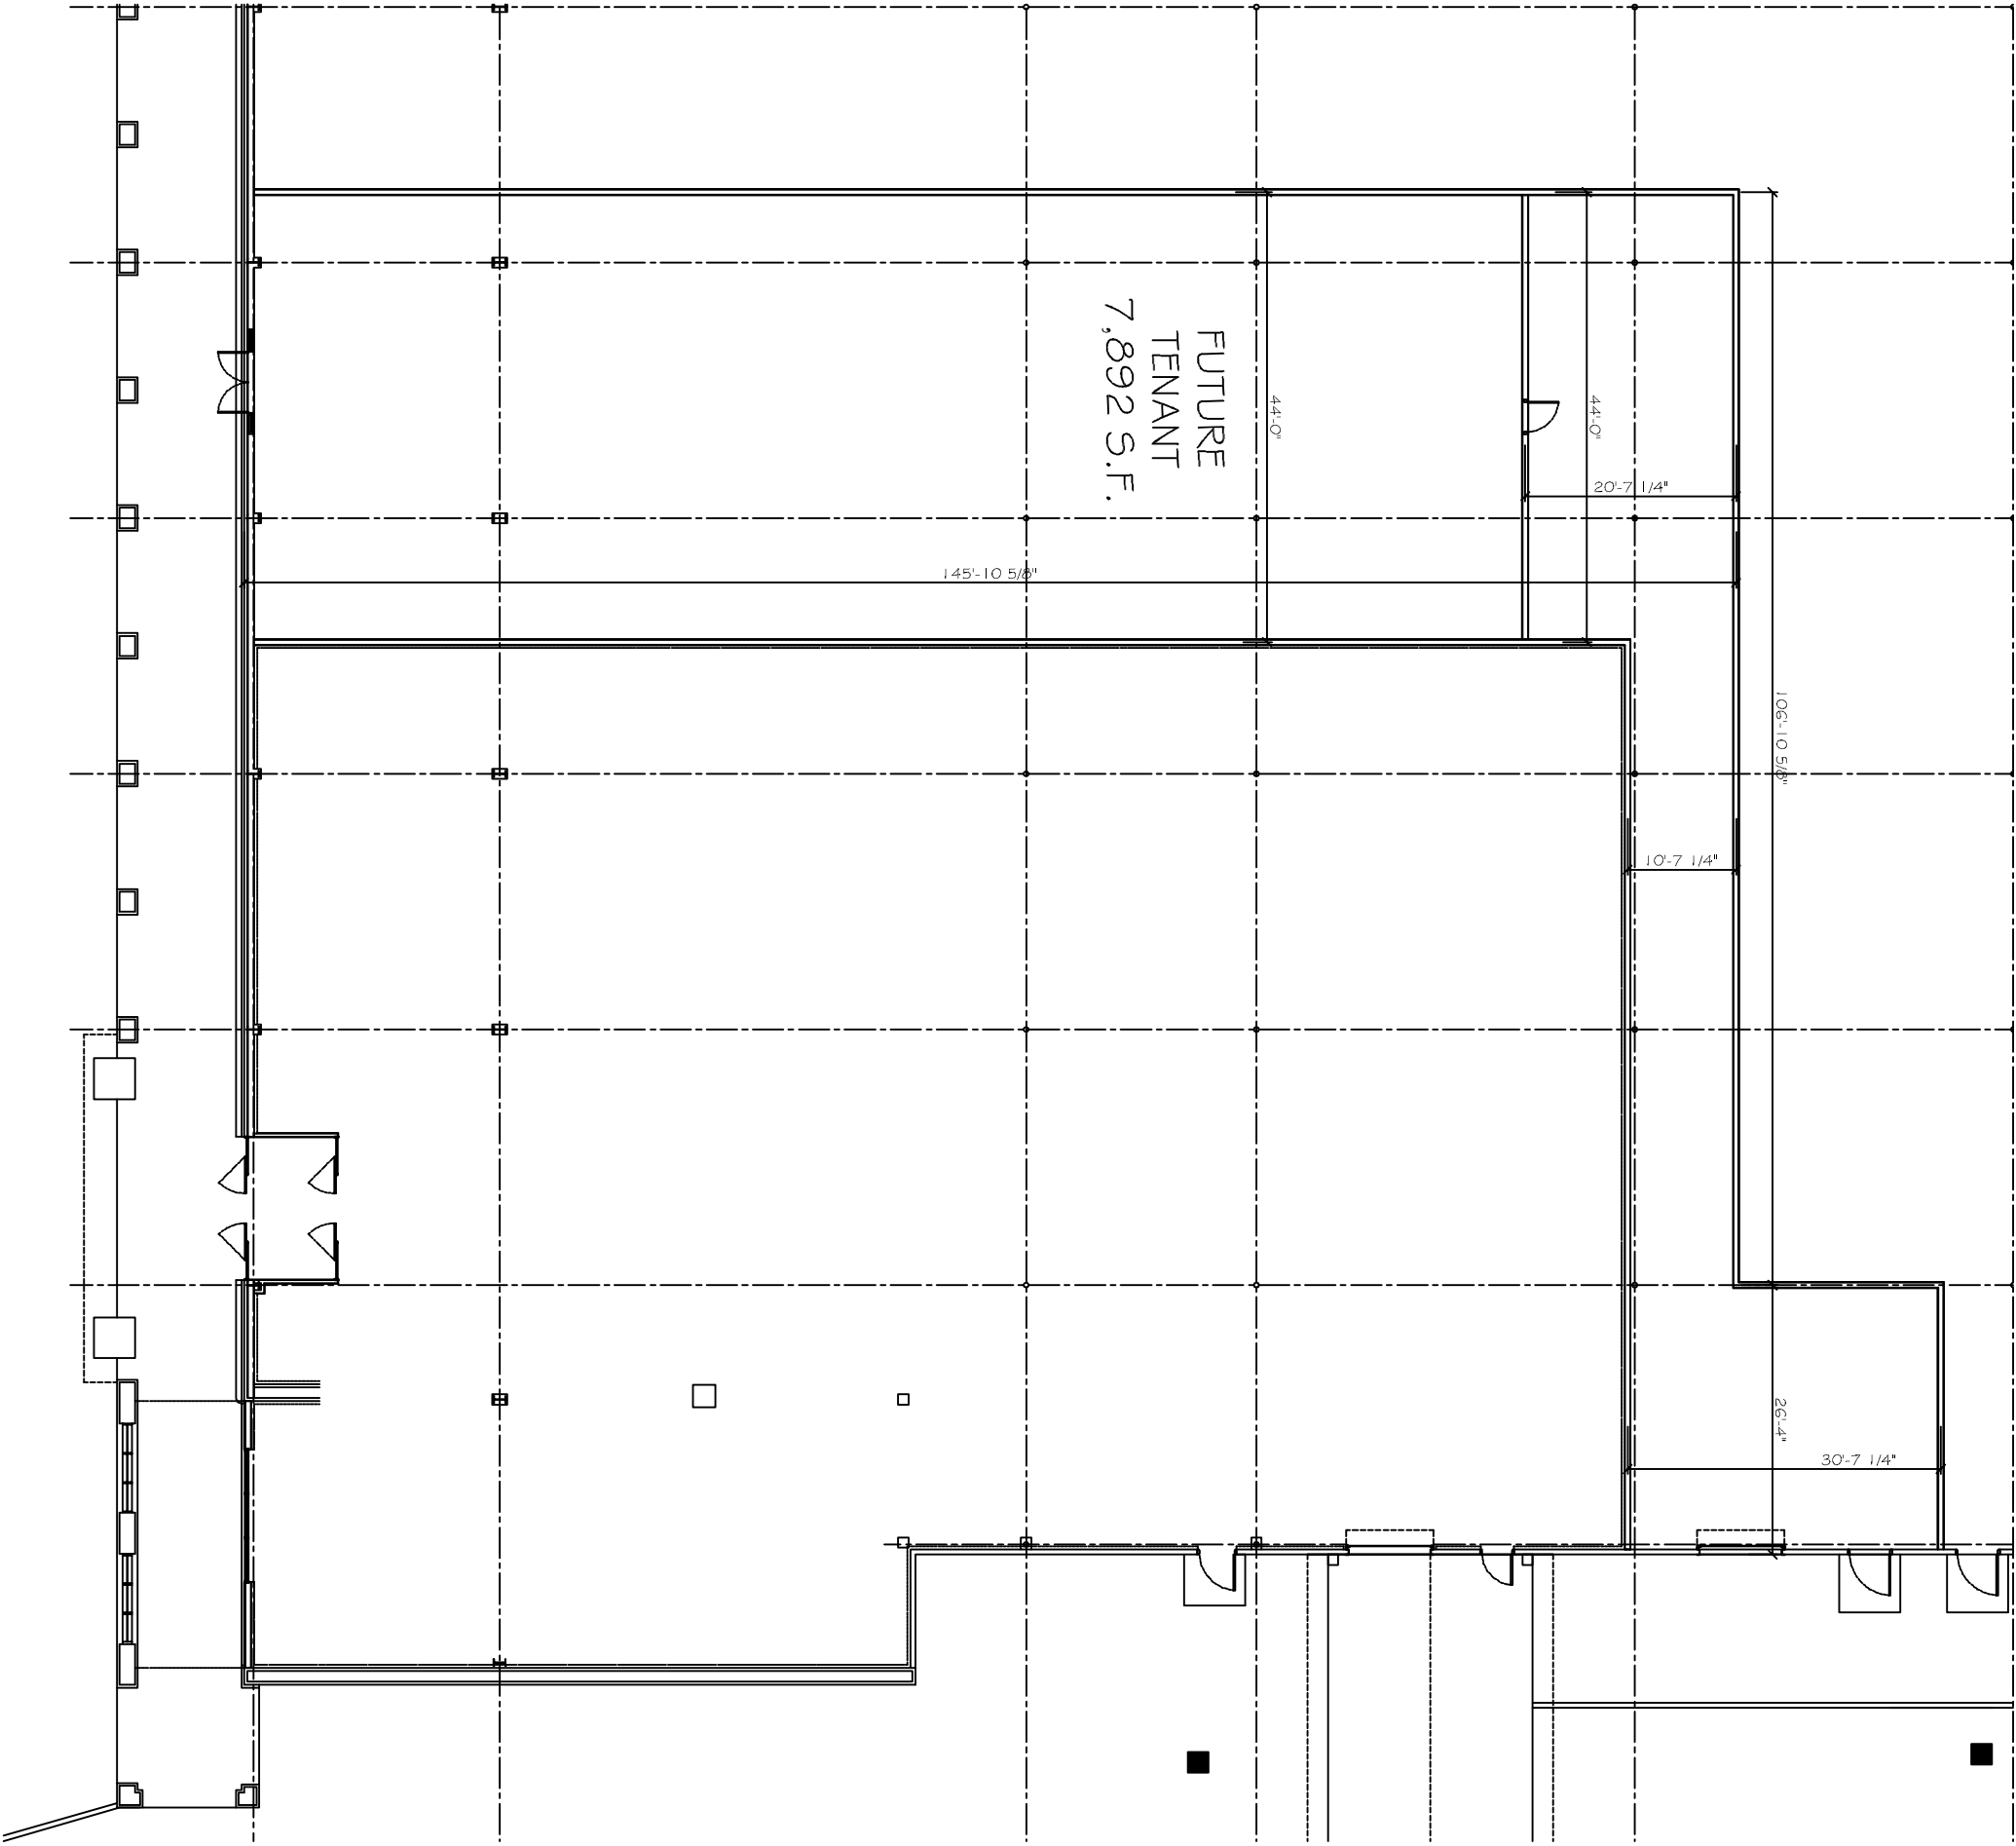 FUTURE
TENANT
7,892 S.F.
44'-0"
44'-0"
20'-7 1/4"
145'-10 5/8"
106'-10 5/8"
10'-7 1/4"
26'-4"
30'-7 1/4"